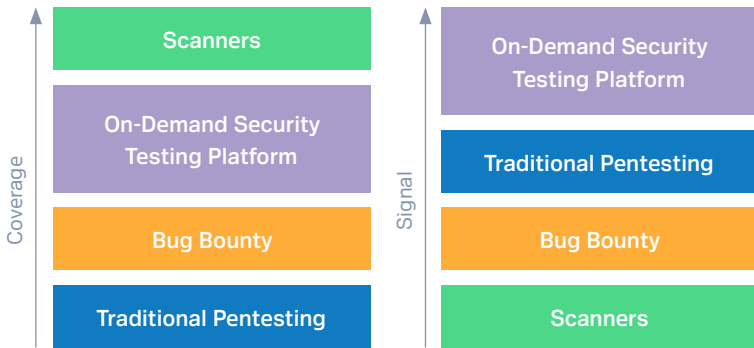 Coverage
Scanners
On-Demand Security
Testing Platform
Bug Bounty
Traditional Pentesting
Signal
On-Demand Security
Testing Platform
Traditional Pentesting
Bug Bounty
Scanners